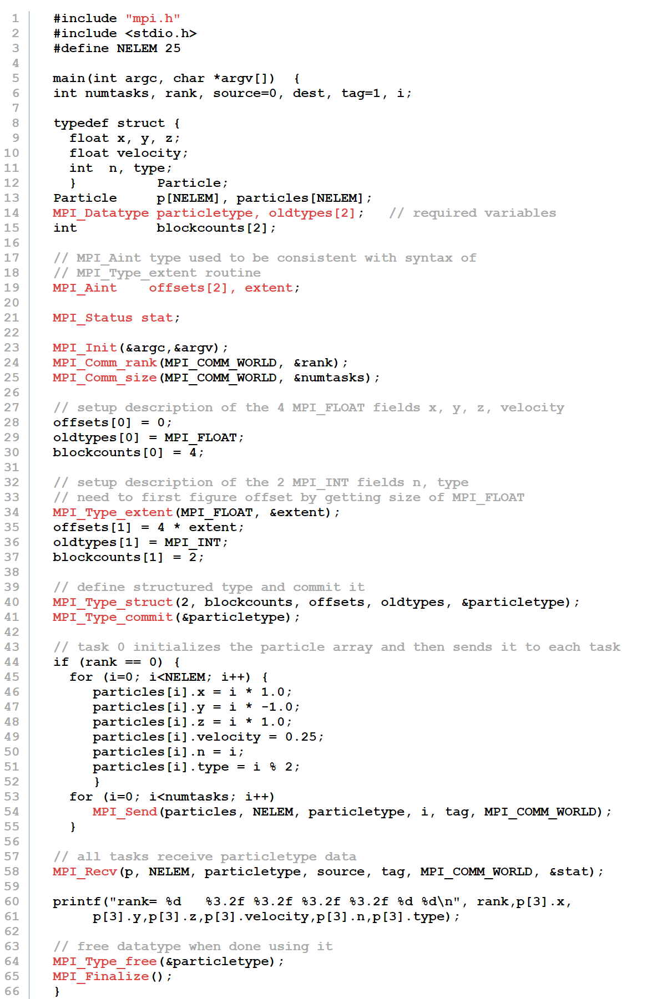 1 #include "mpi.h"
2 #include <stdio.h>
3 #define NELEM 25
4
5 main(int argc, char *argv[])  {
6 int numtasks, rank, source=0, dest, tag=1, i;
7
8 typedef struct {
9   float x, y, z;
10   float velocity;
11   int  n, type;
12   }          Particle;
13 Particle     p[NELEM], particles[NELEM];
14 MPI_Datatype particletype, oldtypes[2];   // required variables
15 int          blockcounts[2];
16
17 // MPI_Aint type used to be consistent with syntax of
18 // MPI_Type_extent routine
19 MPI_Aint    offsets[2], extent;
20
21 MPI_Status stat;
22
23 MPI_Init(&argc,&argv);
24 MPI_Comm_rank(MPI_COMM_WORLD, &rank);
25 MPI_Comm_size(MPI_COMM_WORLD, &numtasks);
26
27 // setup description of the 4 MPI_FLOAT fields x, y, z, velocity
28 offsets[0] = 0;
29 oldtypes[0] = MPI_FLOAT;
30 blockcounts[0] = 4;
31
32 // setup description of the 2 MPI_INT fields n, type
33 // need to first figure offset by getting size of MPI_FLOAT
34 MPI_Type_extent(MPI_FLOAT, &extent);
35 offsets[1] = 4 * extent;
36 oldtypes[1] = MPI_INT;
37 blockcounts[1] = 2;
38
39 // define structured type and commit it
40 MPI_Type_struct(2, blockcounts, offsets, oldtypes, &particletype);
41 MPI_Type_commit(&particletype);
42
43 // task 0 initializes the particle array and then sends it to each task
44 if (rank == 0) {
45   for (i=0; i<NELEM; i++) {
46      particles[i].x = i * 1.0;
47      particles[i].y = i * -1.0;
48      particles[i].z = i * 1.0;
49      particles[i].velocity = 0.25;
50      particles[i].n = i;
51      particles[i].type = i % 2;
52      }
53   for (i=0; i<numtasks; i++)
54      MPI_Send(particles, NELEM, particletype, i, tag, MPI_COMM_WORLD);
55   }
56
57 // all tasks receive particletype data
58 MPI_Recv(p, NELEM, particletype, source, tag, MPI_COMM_WORLD, &stat);
59
60 printf("rank= %d   %3.2f %3.2f %3.2f %3.2f %d %d\n", rank,p[3].x,
61      p[3].y,p[3].z,p[3].velocity,p[3].n,p[3].type);
62
63 // free datatype when done using it
64 MPI_Type_free(&particletype);
65 MPI_Finalize();
66 }